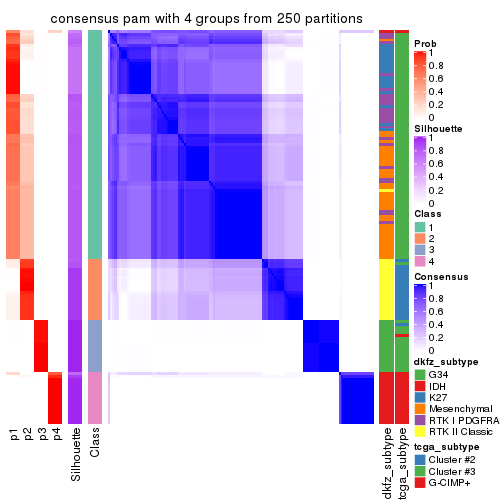 consensus pam with 4 groups from 250 partitions
Prob
1
0.8
0.6
0.4
0.2
0
Silhouette
1
0.8
0.6
0.4
0.2
0
Class
1
2
3
4
Consensus
1
0.8
0.6
0.4
0.2
0
dkfz_subtype
G34
IDH
K27
Mesenchymal
RTK I PDGFRA
RTK II Classic
tcga_subtype
Cluster #2
Cluster #3
G-CIMP+
p1
p2
p3
p4
Silhouette
Class
dkfz_subtype
tcga_subtype